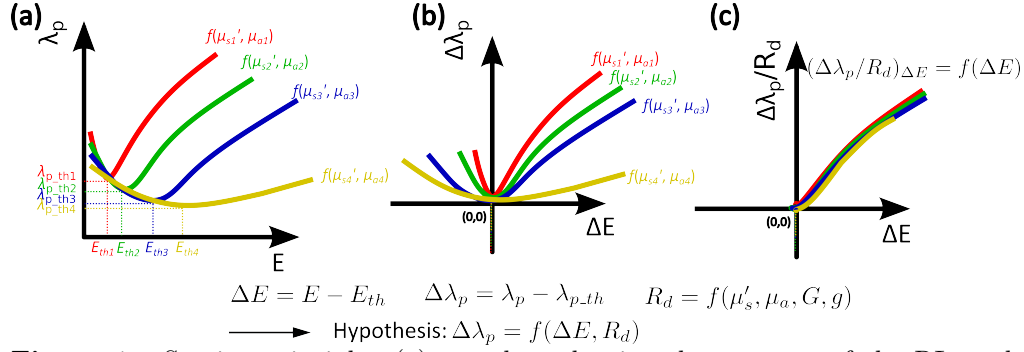 (a)
λp
f(μs1', μa1)
f(μs2', μa2)
f(μs3', μa3)
f(μs4', μa4)
λp_th1
λp_th2
λp_th3
λp_th4
Eth1 Eth2 Eth3 Eth4
E
(b)
Δλp
f(μs1', μa1)
f(μs2', μa2)
f(μs3', μa3)
f(μs4', μa4)
(0,0)
ΔE
(c)
Δλp/Rd
(Δλp/Rd)ΔE = f(ΔE)
(0,0)
ΔE
ΔE = E − Eth Δλp = λp − λp_th Rd = f(μ's, μa, G, g)
Hypothesis: Δλp = f(ΔE, Rd)